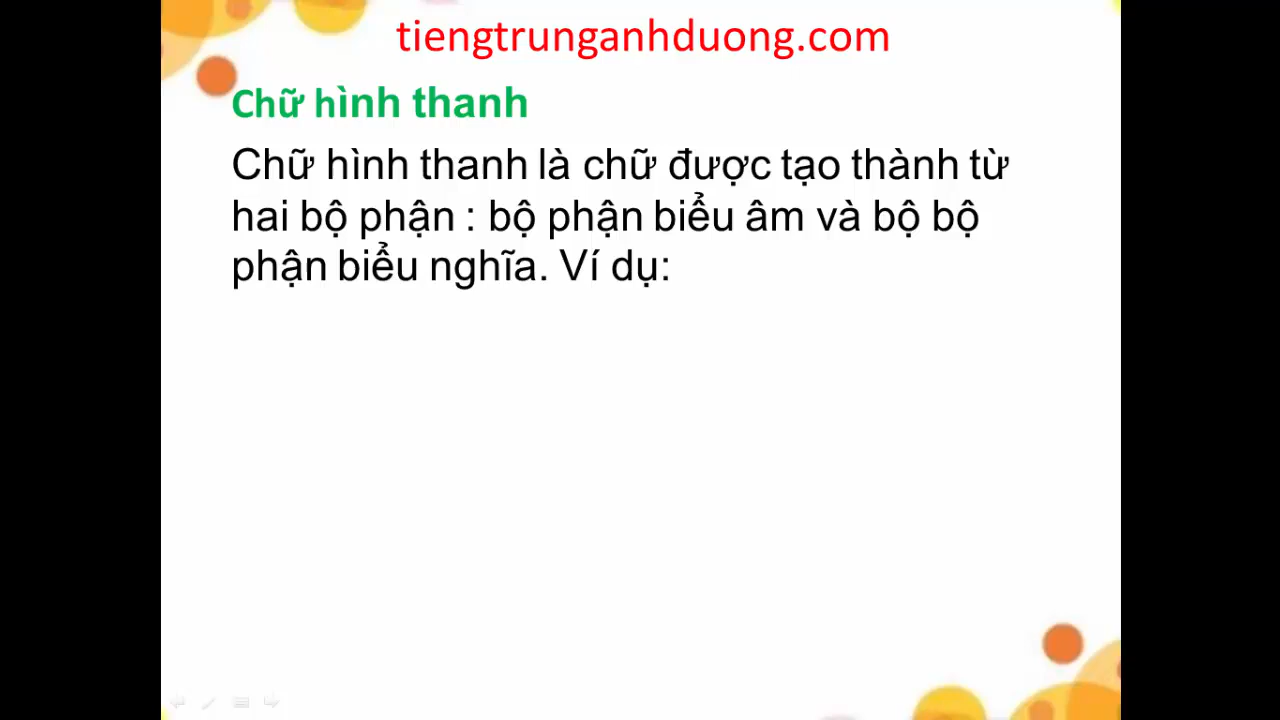 tiengtrunganhduong.com
Chữ hình thanh
Chữ hình thanh là chữ được tạo thành từ
hai bộ phận : bộ phận biểu âm và bộ bộ
phận biểu nghĩa. Ví dụ: